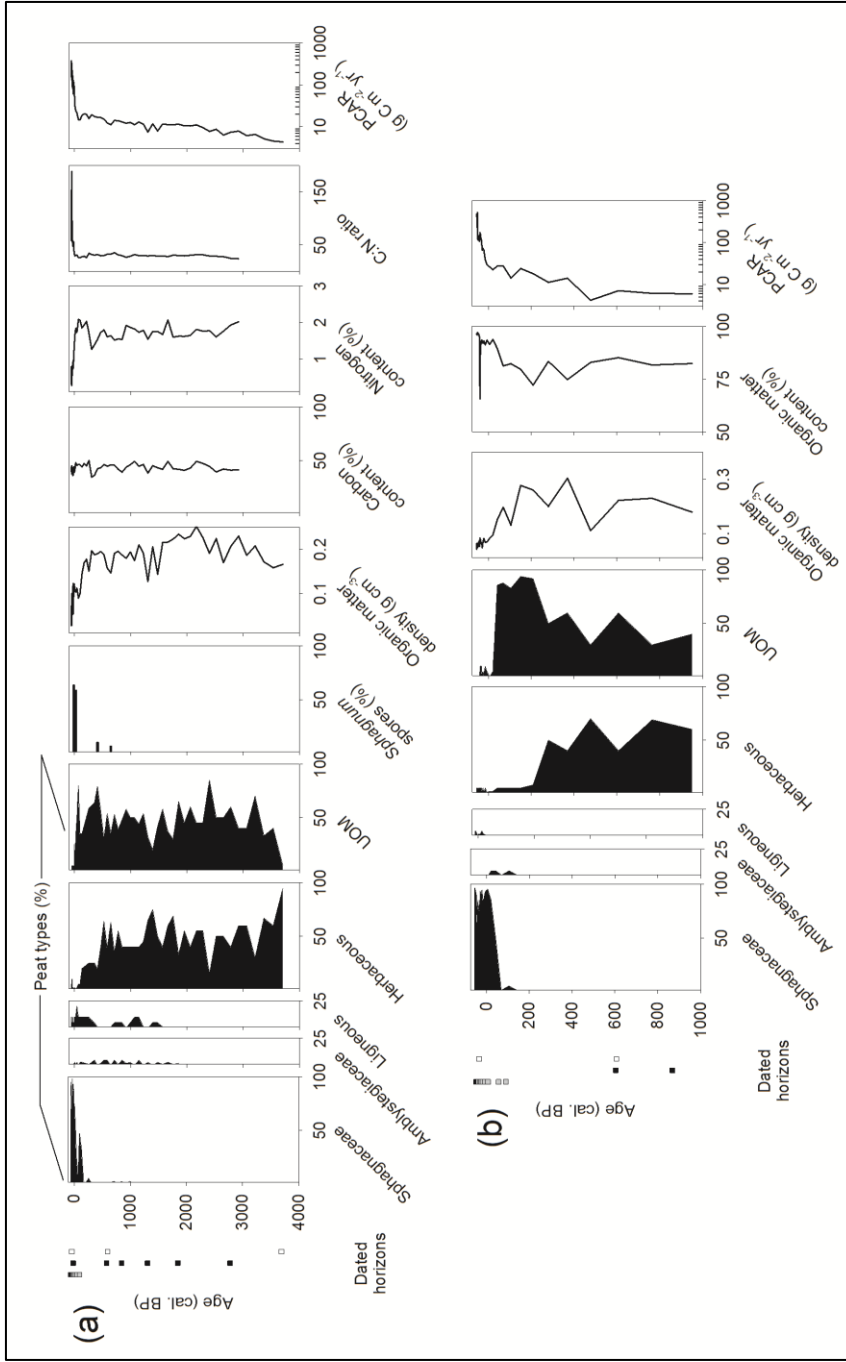 (a)
Peat types (%)
Age (cal. BP)
0
1000
2000
3000
4000
Dated
horizons
50
100
Sphagnaceae
25
Amblystegiaceae
25
Ligneous
50
100
Herbaceous
50
100
UOM
50
100
Sphagnum
spores (%)
0.1
0.2
Organic matter
density (g cm⁻³)
50
100
Carbon
content (%)
1
2
3
Nitrogen
content (%)
50
150
C:N ratio
10
100
1000
PCAR
(g C m⁻² yr⁻¹)
(b)
Age (cal. BP)
0
200
400
600
800
1000
Dated
horizons
50
100
Sphagnaceae
25
Amblystegiaceae
25
Ligneous
50
100
Herbaceous
50
100
UOM
0.1
0.3
Organic matter
density (g cm⁻³)
50
75
100
Organic matter
content (%)
10
100
1000
PCAR
(g C m⁻² yr⁻¹)